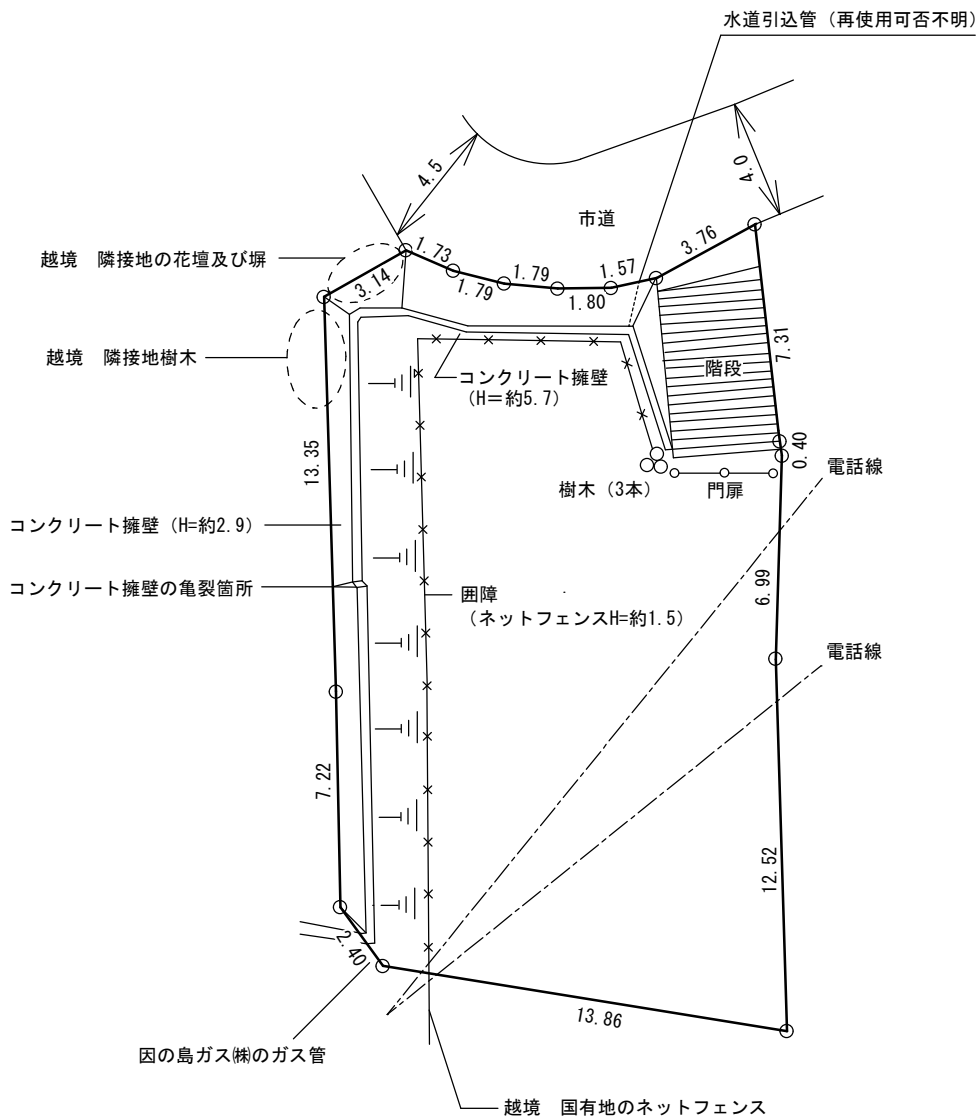 水道引込管（再使用可否不明）
4.5
4.0
市道
越境　隣接地の花壇及び塀
1.73
3.76
1.79
1.57
3.14
1.79
1.80
越境　隣接地樹木
7.31
階段
コンクリート擁壁
（H＝約5.7）
0.40
電話線
13.35
樹木（3本）
門扉
コンクリート擁壁（H=約2.9）
コンクリート擁壁の亀裂箇所
囲障
（ネットフェンスH=約1.5）
6.99
電話線
7.22
12.52
2.40
13.86
因の島ガス㈱のガス管
越境　国有地のネットフェンス